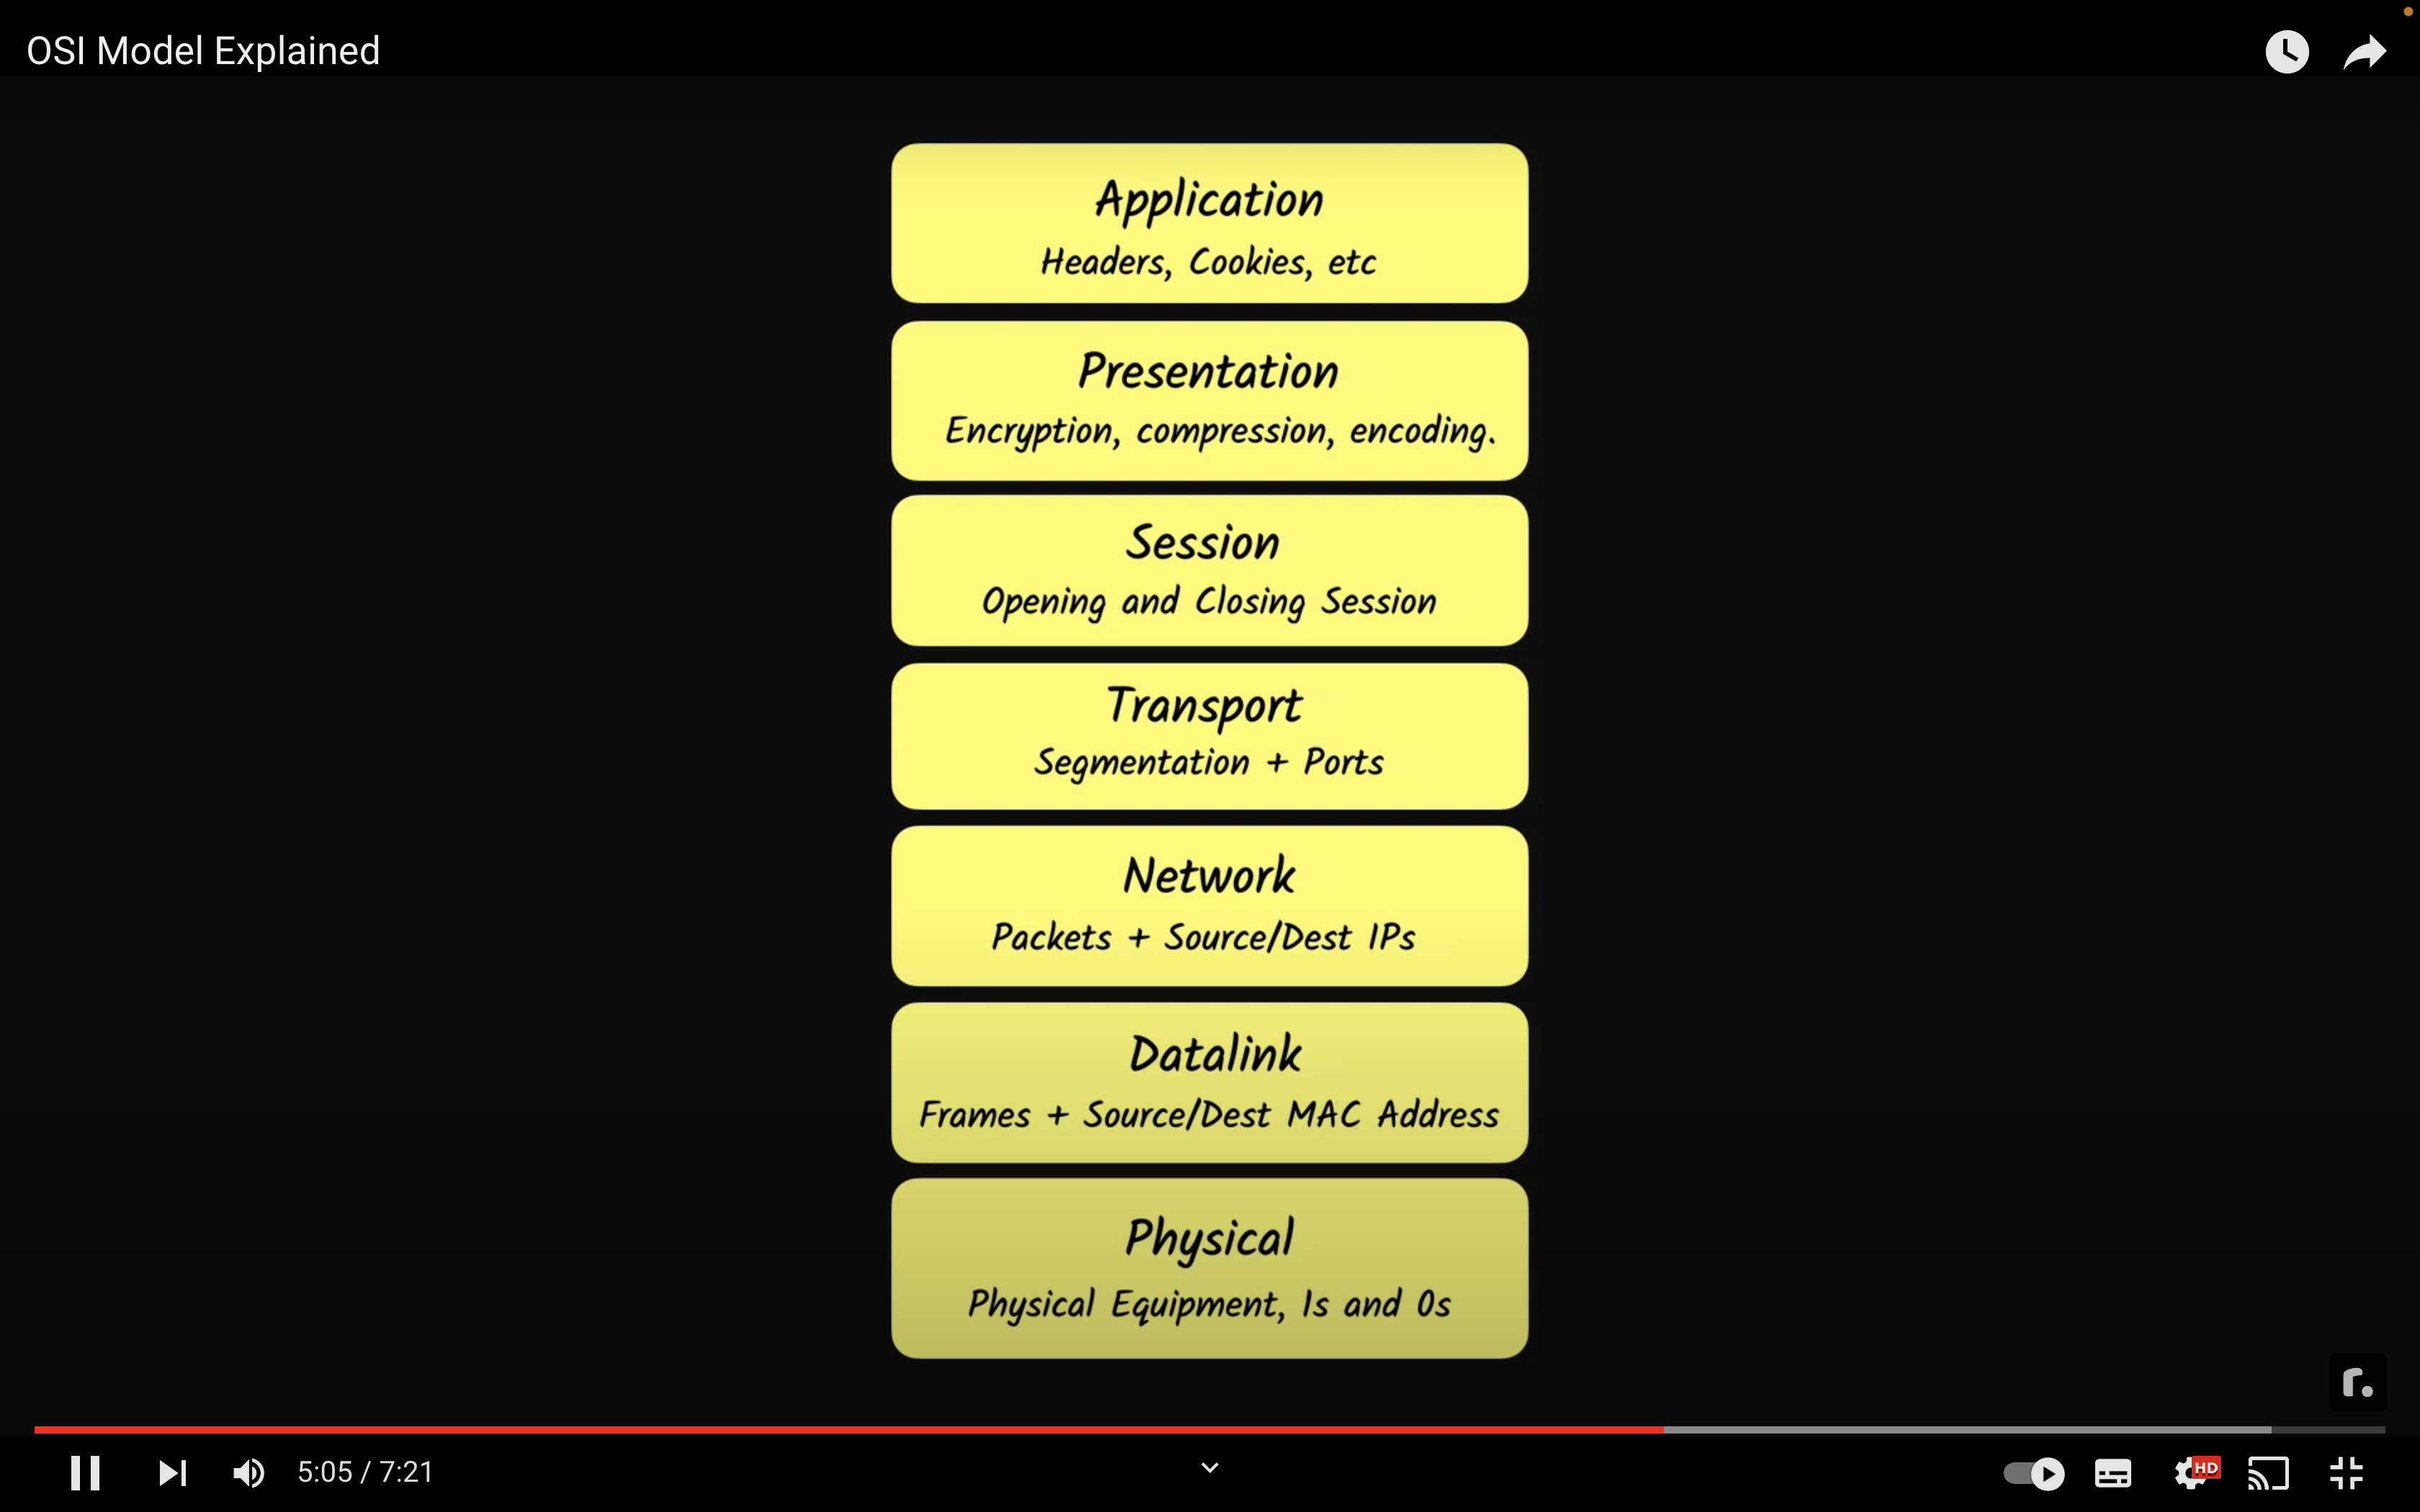 OSI Model Explained
Application
Headers, Cookies, etc
Presentation
Encryption, compression, encoding.
Session
Opening and Closing Session
Transport
Segmentation + Ports
Network
Packets + Source/Dest IPs
Datalink
Frames + Source/Dest MAC Address
Physical
Physical Equipment, 1s and 0s
r.
5:05 / 7:21
HD